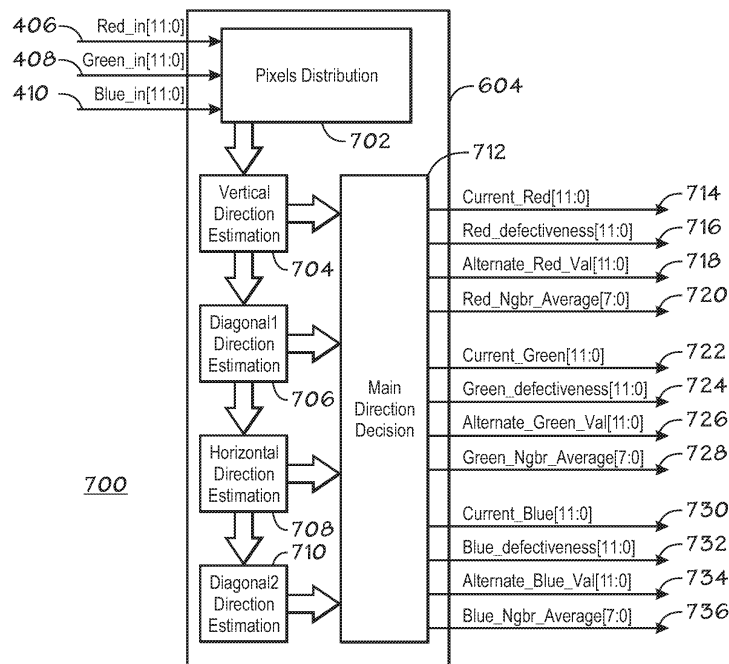 406
Red_in[11:0]
408
Green_in[11:0]
410
Blue_in[11:0]
Pixels Distribution
702
604
712
Vertical
Direction
Estimation
704
Diagonal1
Direction
Estimation
706
Horizontal
Direction
Estimation
708
710
Diagonal2
Direction
Estimation
Main
Direction
Decision
700
Current_Red[11:0]
714
Red_defectiveness[11:0]
716
Alternate_Red_Val[11:0]
718
Red_Ngbr_Average[7:0]
720
Current_Green[11:0]
722
Green_defectiveness[11:0]
724
Alternate_Green_Val[11:0]
726
Green_Ngbr_Average[7:0]
728
Current_Blue[11:0]
730
Blue_defectiveness[11:0]
732
Alternate_Blue_Val[11:0]
734
Blue_Ngbr_Average[7:0]
736